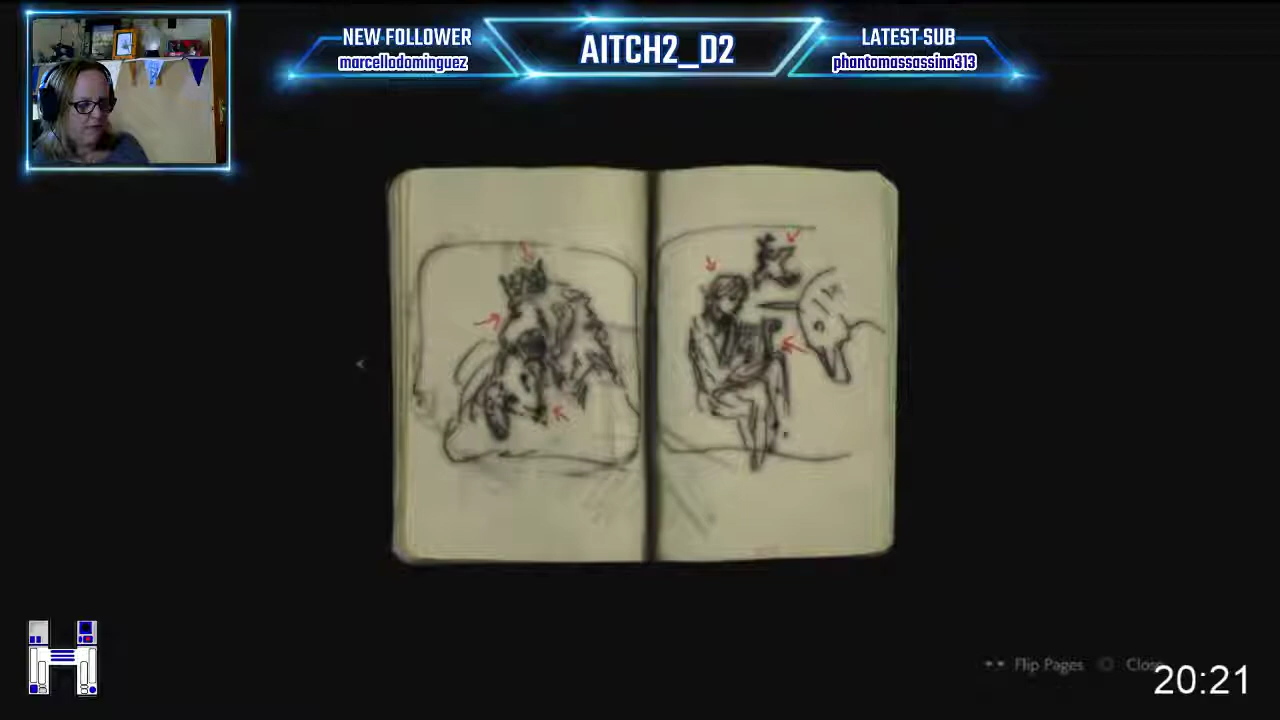 NEW FOLLOWER
marcellodominguez
AITCH2_D2
LATEST SUB
phantomassassinn313
Flip Pages
Close
20:21